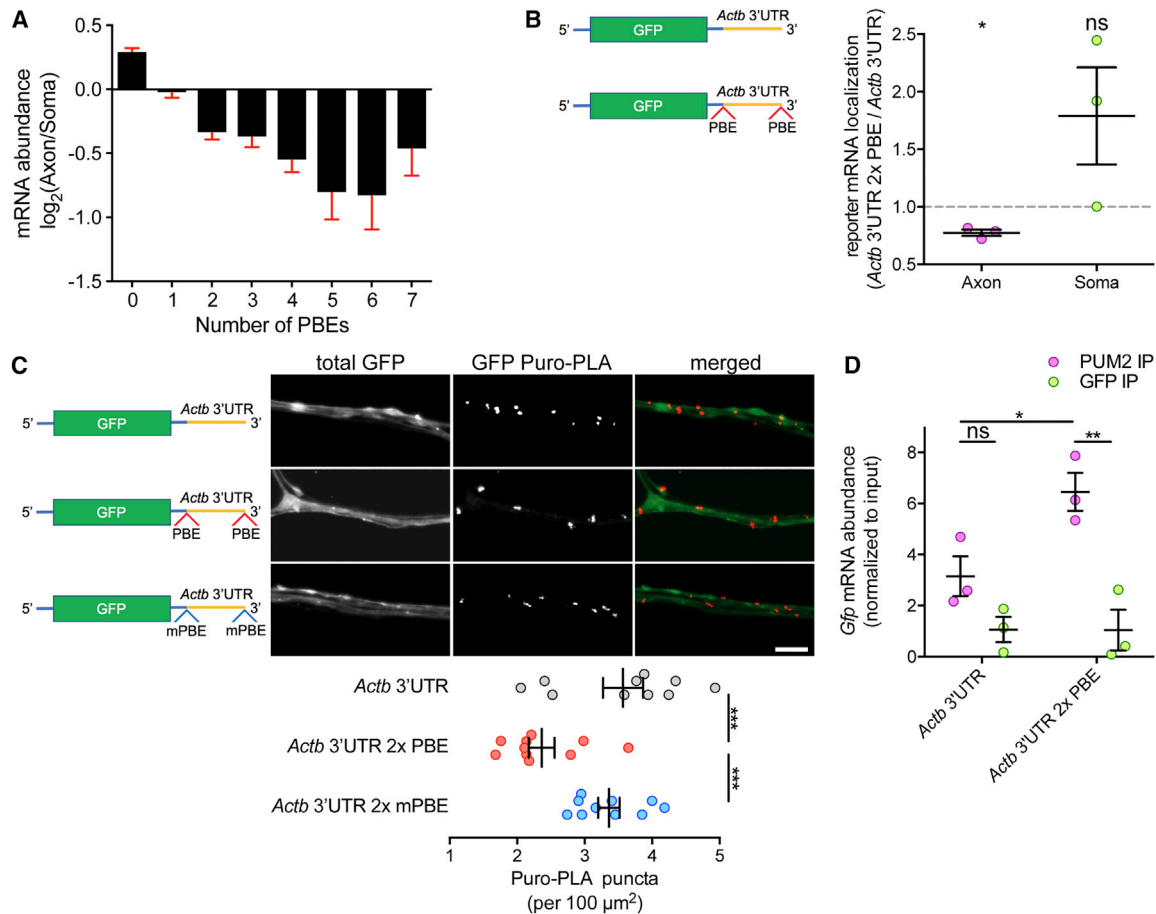 A
mRNA abundance
log2(Axon/Soma)
0.5
0.0
-0.5
-1.0
-1.5
0 1 2 3 4 5 6 7
Number of PBEs
B
Actb 3'UTR
5' GFP 3'
Actb 3'UTR
5' GFP 3'
PBE PBE
reporter mRNA localization
(Actb 3'UTR 2x PBE / Actb 3'UTR)
* ns
2.5
2.0
1.5
1.0
0.5
Axon Soma
C
total GFP GFP Puro-PLA merged
Actb 3'UTR
5' GFP 3'
Actb 3'UTR
5' GFP 3'
PBE PBE
Actb 3'UTR
5' GFP 3'
mPBE mPBE
Actb 3'UTR
***
Actb 3'UTR 2x PBE
***
Actb 3'UTR 2x mPBE
1 2 3 4 5
Puro-PLA puncta
(per 100 µm²)
D
PUM2 IP
GFP IP
*
ns **
Gfp mRNA abundance
(normalized to input)
8
6
4
2
0
Actb 3'UTR
Actb 3'UTR 2x PBE